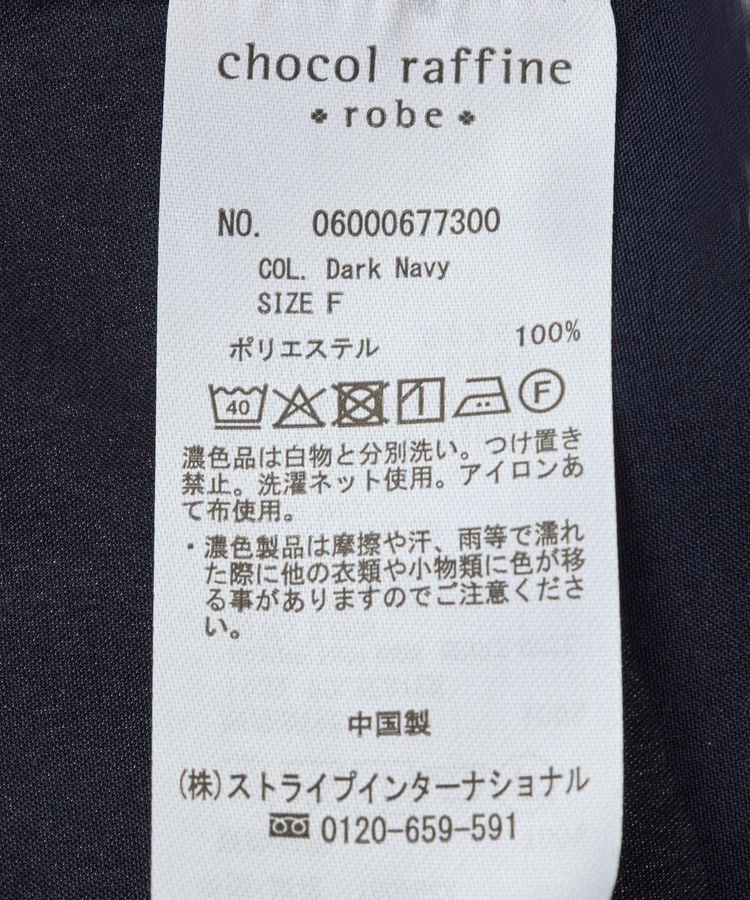 chocol raffine
robe
NO. 06000677300
COL. Dark Navy
SIZE F
ポリエステル 100%
40 F
濃色品は白物と分別洗い。つけ置き
禁止。洗濯ネット使用。アイロンあ
て布使用。
・濃色製品は摩擦や汗、雨等で濡れ
た際に他の衣類や小物類に色が移
る事がありますのでご注意くださ
い。
中国製
(株)ストライプインターナショナル
0120-659-591